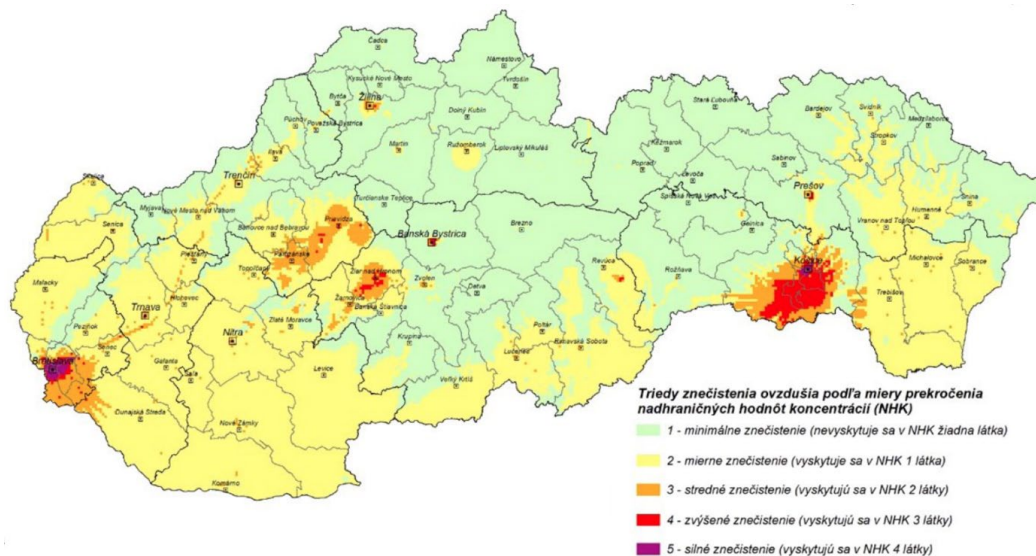 Čadca
Námestovo
Kysucké Nové Mesto
Tvrdošín
Bytča
Žilina
Stará Ľubovňa
Svidník
Bardejov
Medzilaborce
Púchov
Považská Bystrica
Dolný Kubín
Stropkov
Ilava
Martin
Ružomberok
Liptovský Mikuláš
Kežmarok
Sabinov
Poprad
Levoča
Trenčín
Prešov
Skalica
Turčianske Teplice
Spišská Nová Ves
Humenné
Snina
Myjava
Nové Mesto nad Váhom
Prievidza
Gelnica
Vranov nad Topľou
Senica
Bánovce nad Bebravou
Banská Bystrica
Brezno
Partizánske
Piešťany
Košice
Michalovce
Sobrance
Topoľčany
Žiar nad Hronom
Zvolen
Revúca
Rožňava
Malacky
Hlohovec
Žarnovica
Detva
Trebišov
Banská Štiavnica
Trnava
Zlaté Moravce
Pezinok
Nitra
Krupina
Poltár
Rimavská Sobota
Senec
Lučenec
Bratislava
Galanta
Šaľa
Levice
Veľký Krtíš
Dunajská Streda
Nové Zámky
Komárno
Triedy znečistenia ovzdušia podľa miery prekročenia
nadhraničných hodnôt koncentrácií (NHK)
1 - minimálne znečistenie (nevyskytuje sa v NHK žiadna látka)
2 - mierne znečistenie (vyskytuje sa v NHK 1 látka)
3 - stredné znečistenie (vyskytujú sa v NHK 2 látky)
4 - zvýšené znečistenie (vyskytujú sa v NHK 3 látky)
5 - silné znečistenie (vyskytujú sa v NHK 4 látky)